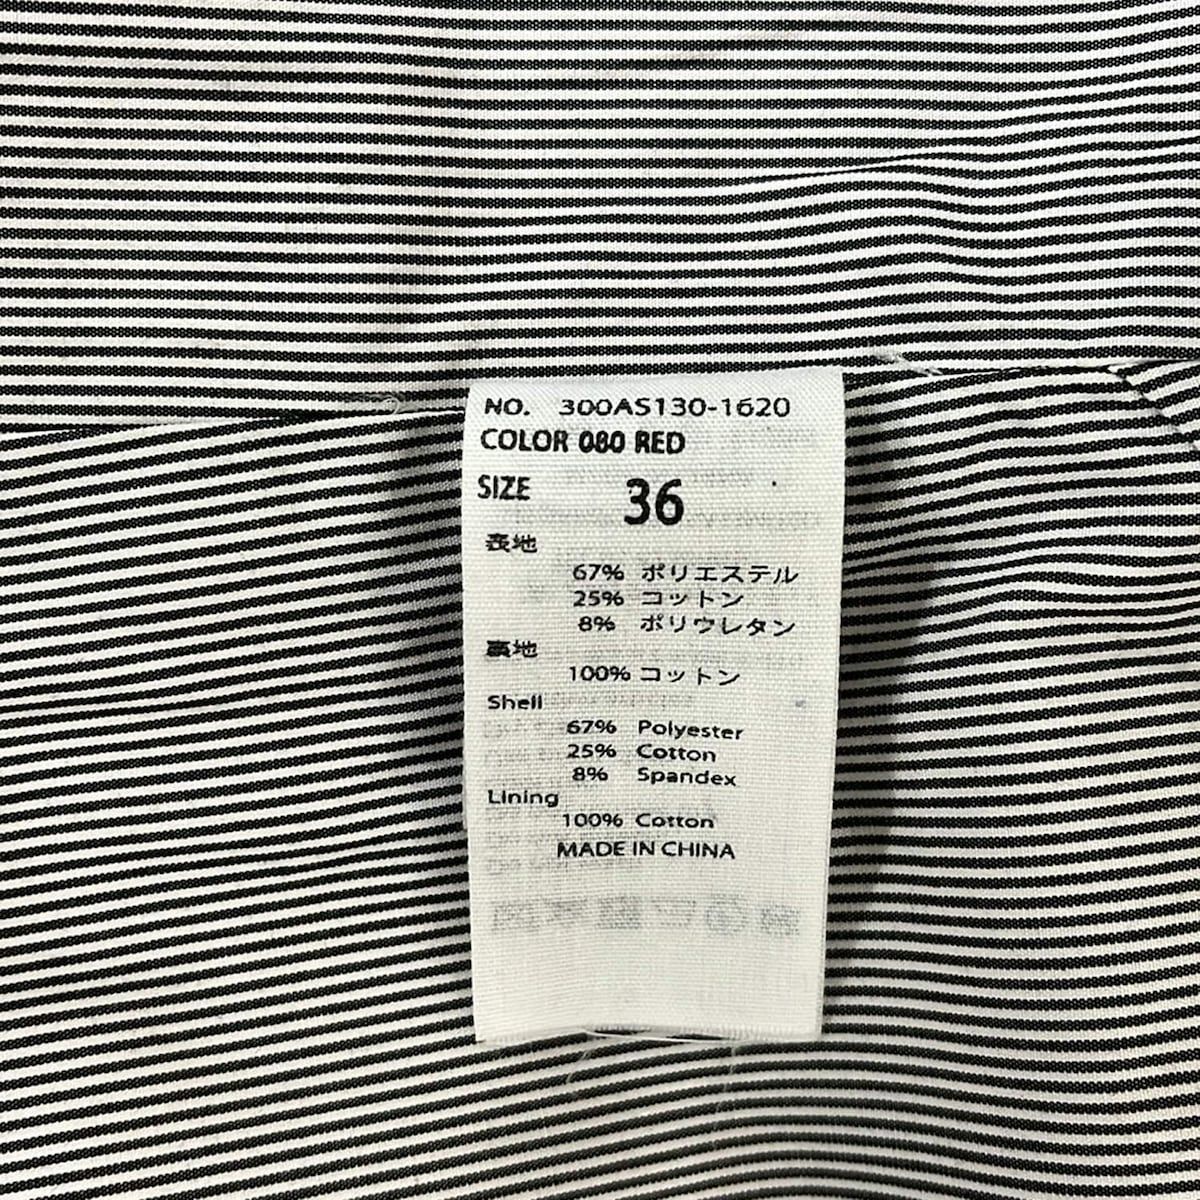 NO. 300AS130-1620
COLOR 080 RED
SIZE 36
表地
67% ポリエステル
25% コットン
8% ポリウレタン
裏地
100% コットン
Shell
67% Polyester
25% Cotton
8% Spandex
Lining
100% Cotton
MADE IN CHINA